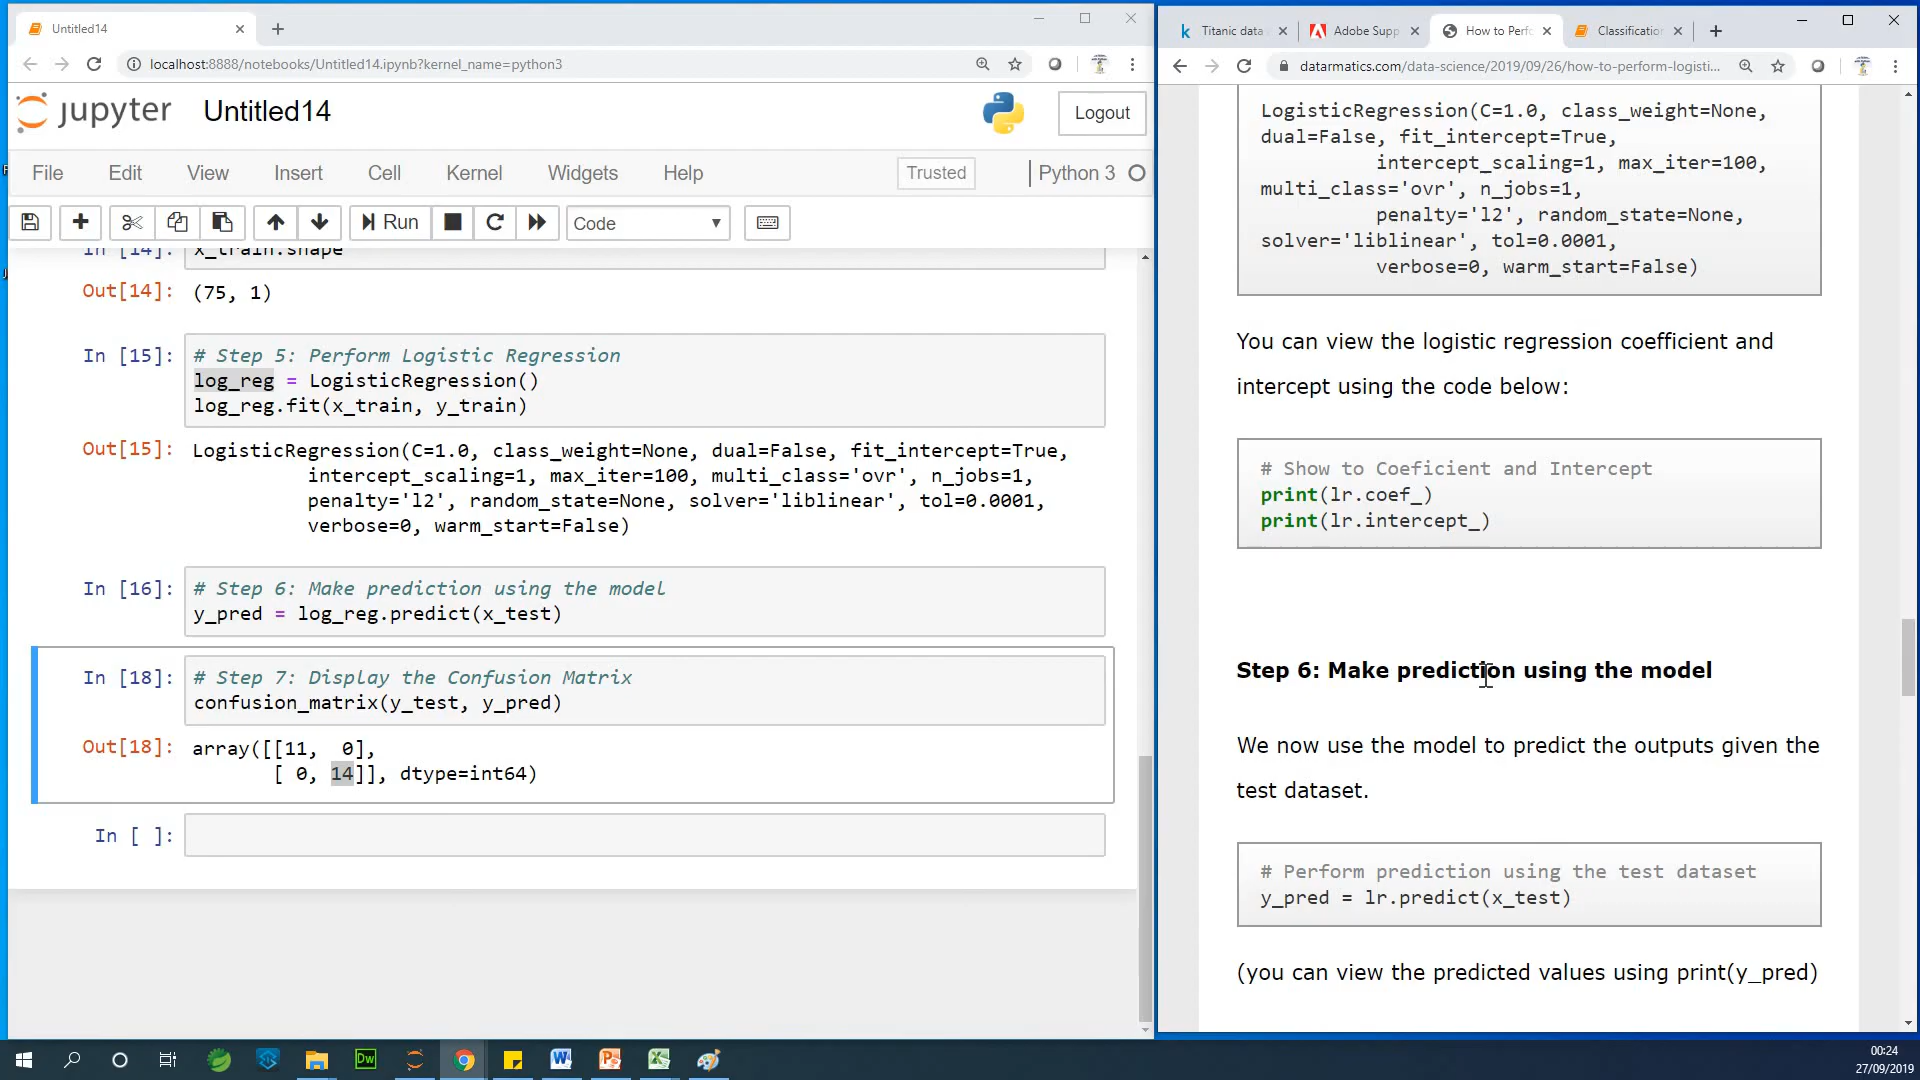 Untitled14
localhost:8888/notebooks/Untitled14.ipynb?kernel_name=python3
jupyter Untitled14
Logout
File Edit View Insert Cell Kernel Widgets Help
Trusted
Python 3
Run
Code
In [14]: x_train.shape
Out[14]: (75, 1)
In [15]: # Step 5: Perform Logistic Regression
log_reg = LogisticRegression()
log_reg.fit(x_train, y_train)
Out[15]: LogisticRegression(C=1.0, class_weight=None, dual=False, fit_intercept=True,
intercept_scaling=1, max_iter=100, multi_class='ovr', n_jobs=1,
penalty='l2', random_state=None, solver='liblinear', tol=0.0001,
verbose=0, warm_start=False)
In [16]: # Step 6: Make prediction using the model
y_pred = log_reg.predict(x_test)
In [18]: # Step 7: Display the Confusion Matrix
confusion_matrix(y_test, y_pred)
Out[18]: array([[11, 0],
[ 0, 14]], dtype=int64)
In [ ]:
Titanic data
Adobe Supp
How to Perfo
Classification
datarmatics.com/data-science/2019/09/26/how-to-perform-logisti...
LogisticRegression(C=1.0, class_weight=None,
dual=False, fit_intercept=True,
intercept_scaling=1, max_iter=100,
multi_class='ovr', n_jobs=1,
penalty='l2', random_state=None,
solver='liblinear', tol=0.0001,
verbose=0, warm_start=False)
You can view the logistic regression coefficient and
intercept using the code below:
# Show to Coeficient and Intercept
print(lr.coef_)
print(lr.intercept_)
Step 6: Make prediction using the model
We now use the model to predict the outputs given the
test dataset.
# Perform prediction using the test dataset
y_pred = lr.predict(x_test)
(you can view the predicted values using print(y_pred)
Dw
00:24
27/09/2019